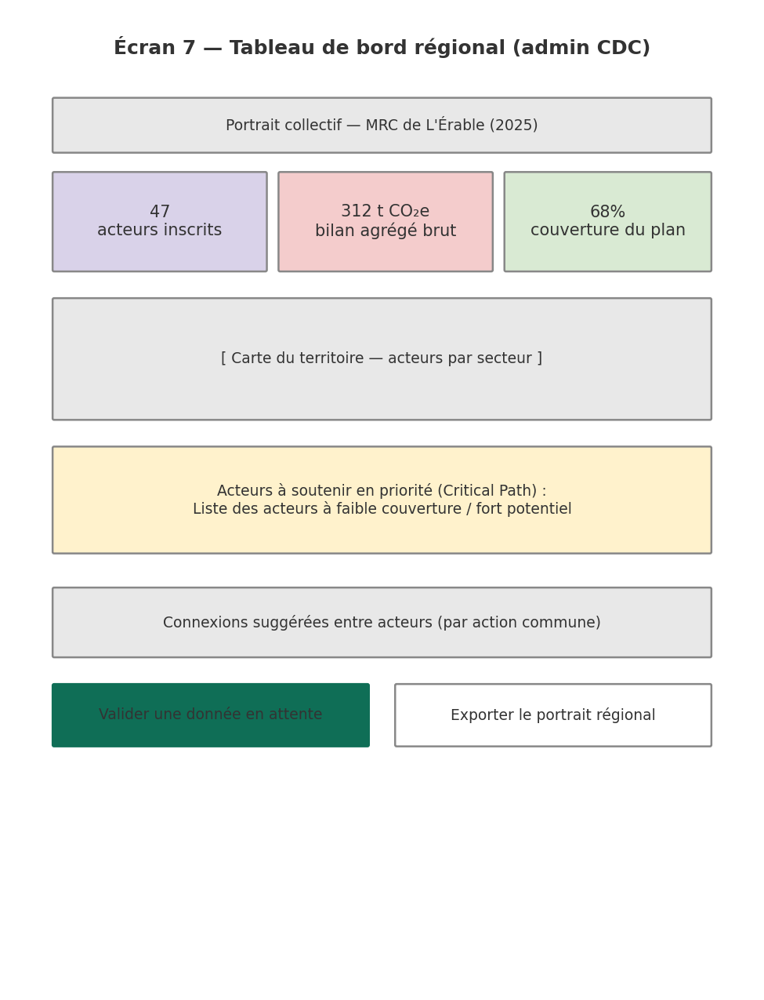 Écran 7 — Tableau de bord régional (admin CDC)
Portrait collectif — MRC de L'Érable (2025)
47
acteurs inscrits
312 t CO₂e
bilan agrégé brut
68%
couverture du plan
[ Carte du territoire — acteurs par secteur ]
Acteurs à soutenir en priorité (Critical Path) :
Liste des acteurs à faible couverture / fort potentiel
Connexions suggérées entre acteurs (par action commune)
Valider une donnée en attente
Exporter le portrait régional